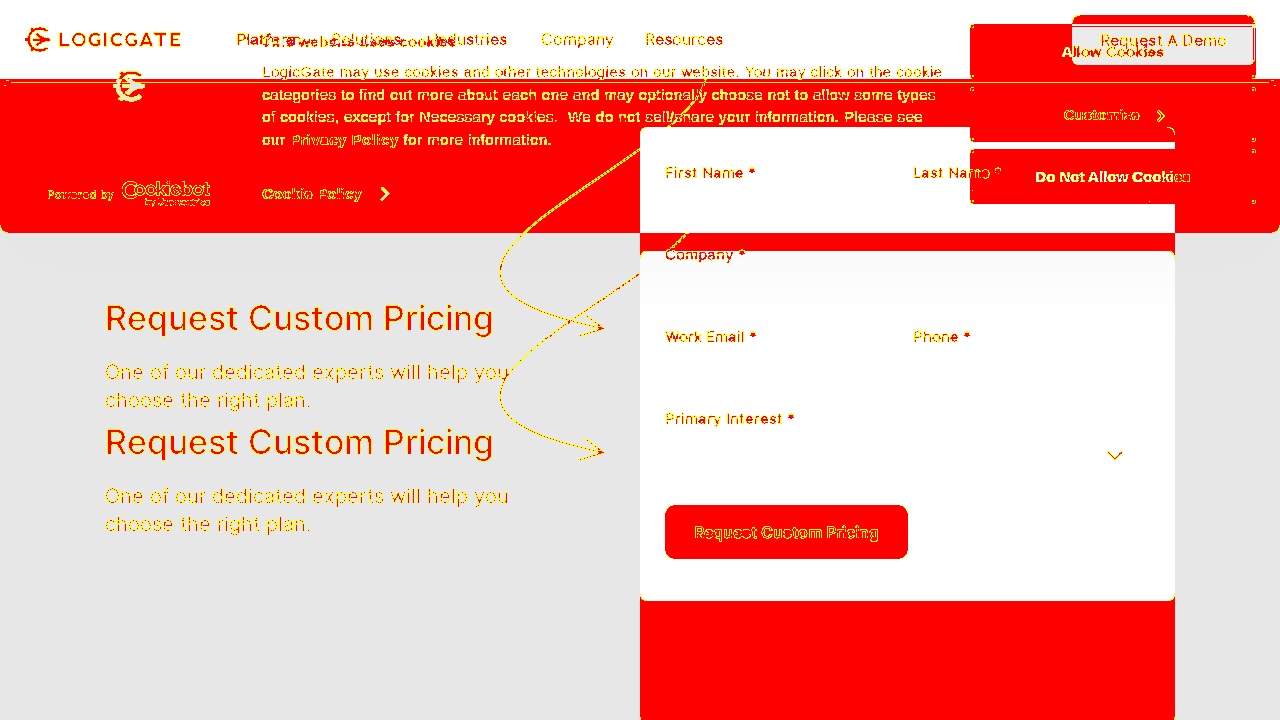 LOGICGATE
Platform Solutions Industries Company Resources
Request A Demo
This website uses cookies
Allow Cookies
LogicGate may use cookies and other technologies on our website. You may click on the cookie
categories to find out more about each one and may optionally choose not to allow some types
of cookies, except for Necessary cookies. We do not sell/share your information. Please see
our Privacy Policy for more information.
Customize
Do Not Allow Cookies
Powered by Cookiebot
by Usercentrics
Cookie Policy
First Name *
Last Name *
Company *
Request Custom Pricing
One of our dedicated experts will help you
choose the right plan.
Work Email *
Phone *
Primary Interest *
Request Custom Pricing
One of our dedicated experts will help you
choose the right plan.
Request Custom Pricing